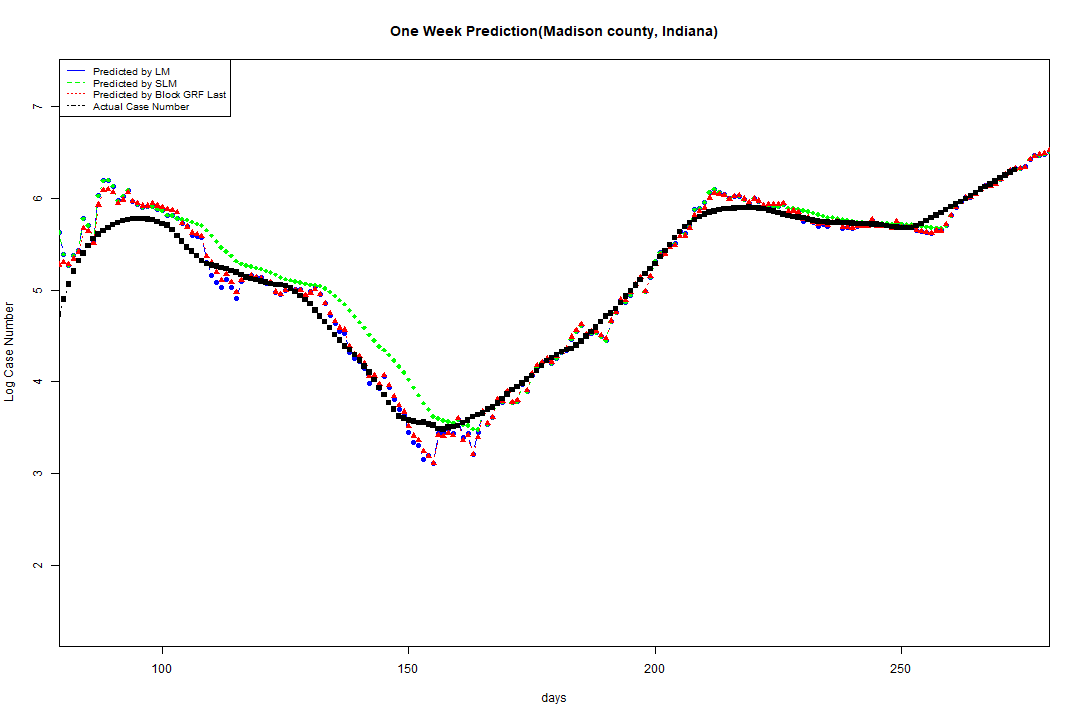 One Week Prediction(Madison county, Indiana)
Predicted by LM
Predicted by SLM
Predicted by Block GRF Last
Actual Case Number
7
6
5
4
3
2
Log Case Number
100 150 200 250
days